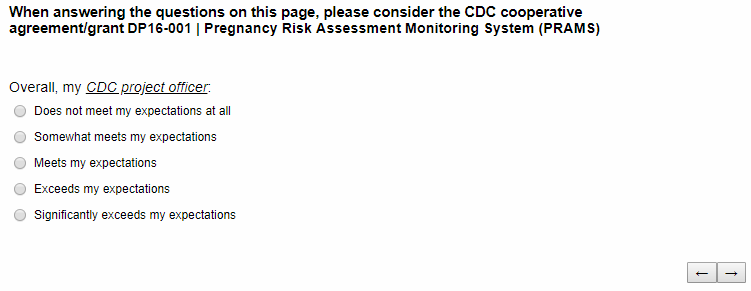 When answering the questions on this page, please consider the CDC cooperative
agreement/grant DP16-001 | Pregnancy Risk Assessment Monitoring System (PRAMS)
Overall, my CDC project officer:
Does not meet my expectations at all
Somewhat meets my expectations
Meets my expectations
Exceeds my expectations
Significantly exceeds my expectations
← →